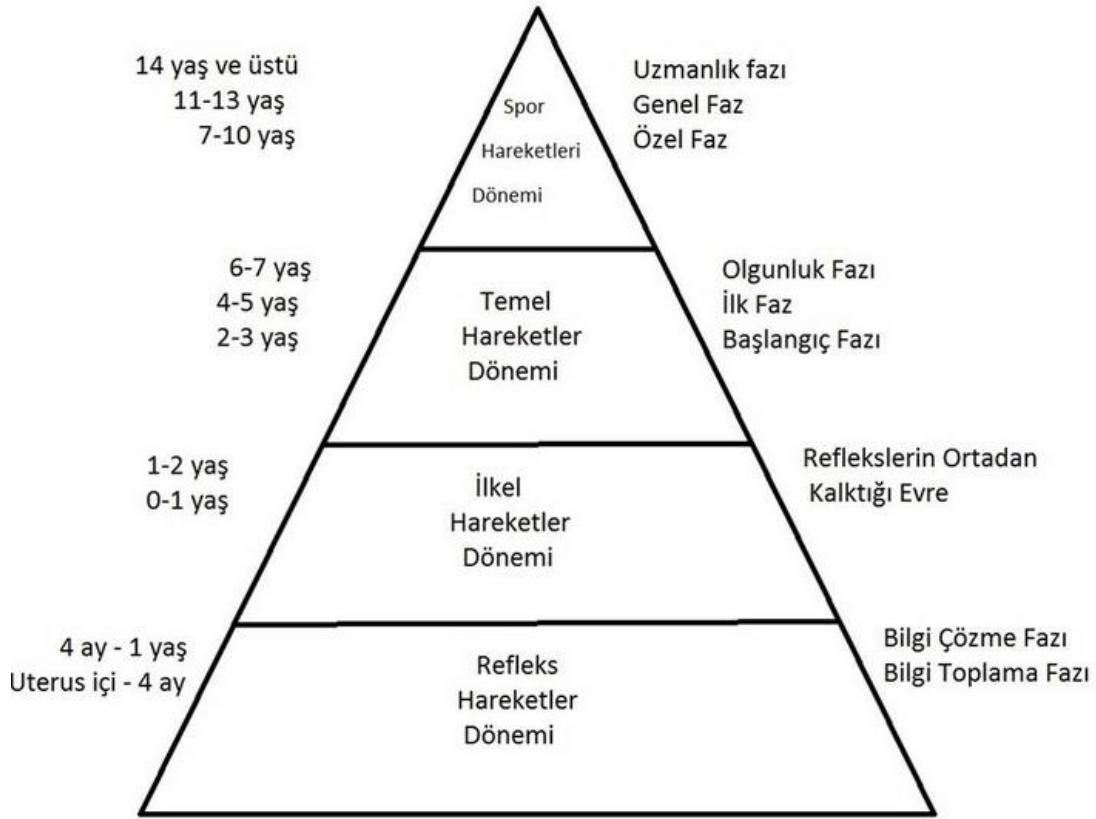 14 yaş ve üstü
11-13 yaş
7-10 yaş
Spor
Hareketleri
Dönemi
Uzmanlık fazı
Genel Faz
Özel Faz
6-7 yaş
4-5 yaş
2-3 yaş
Temel
Hareketler
Dönemi
Olgunluk Fazı
İlk Faz
Başlangıç Fazı
1-2 yaş
0-1 yaş
İlkel
Hareketler
Dönemi
Reflekslerin Ortadan
Kalktığı Evre
4 ay - 1 yaş
Uterus içi - 4 ay
Refleks
Hareketler
Dönemi
Bilgi Çözme Fazı
Bilgi Toplama Fazı